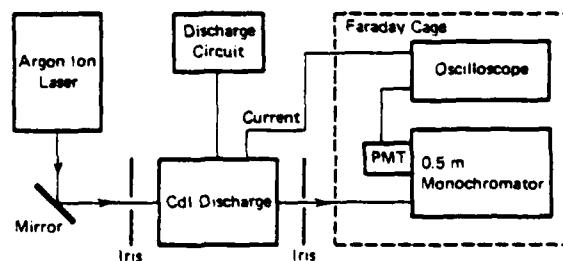 Argon Ion
Laser
Discharge
Circuit
Faraday Cage
Oscilloscope
Current
PMT
0.5 m
Monochromator
CdI Discharge
Mirror
Iris
Iris